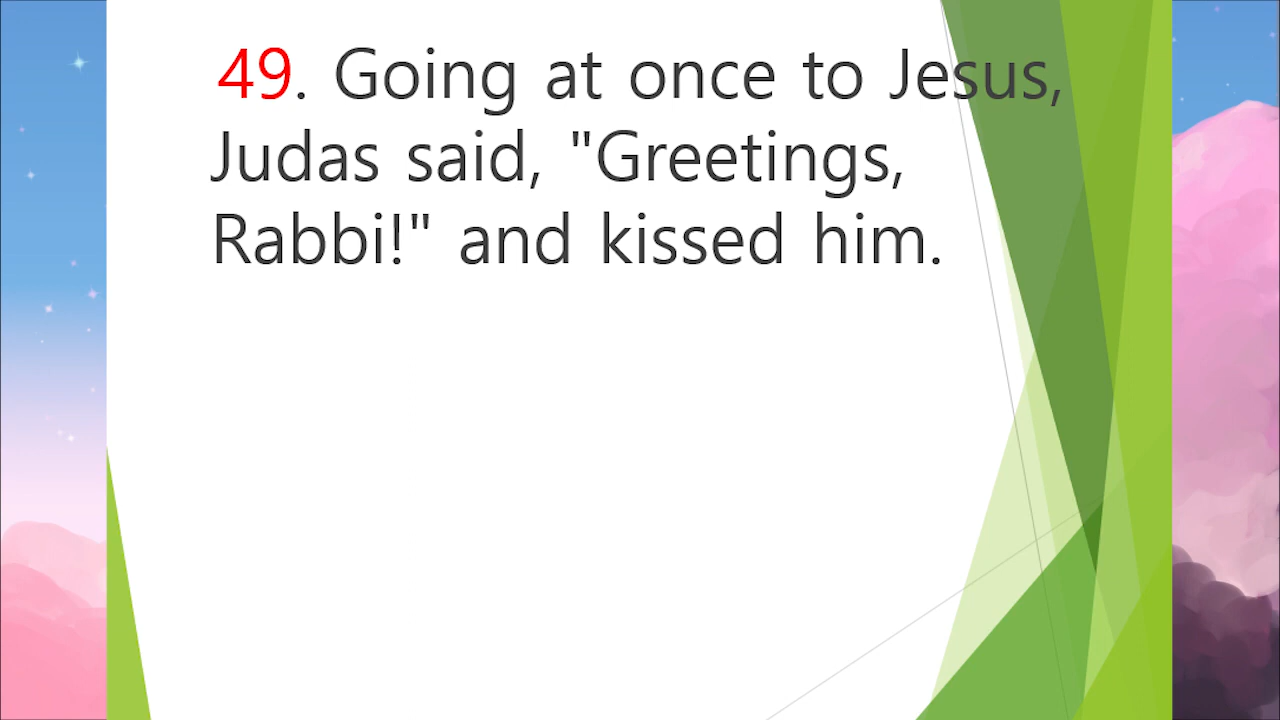 49. Going at once to Jesus,
Judas said, "Greetings,
Rabbi!" and kissed him.